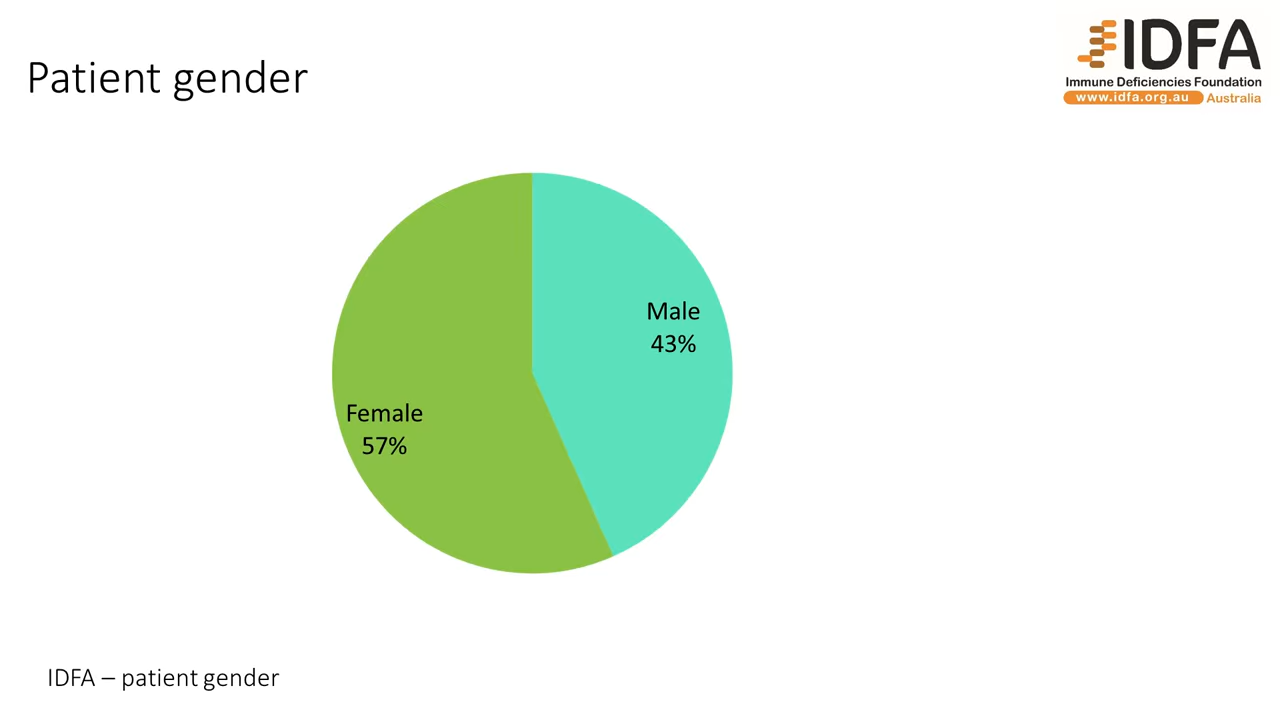 Patient gender
IDFA
Immune Deficiencies Foundation
www.idfa.org.au Australia
Male
43%
Female
57%
IDFA – patient gender